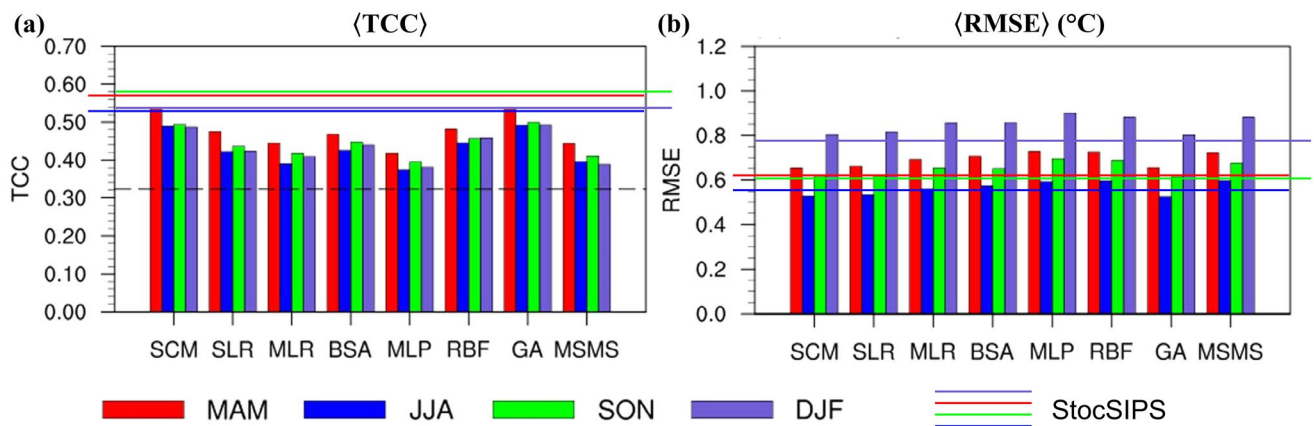 (a) ⟨TCC⟩
TCC
0.70
0.60
0.50
0.40
0.30
0.20
0.10
0.00
SCM SLR MLR BSA MLP RBF GA MSMS
(b) ⟨RMSE⟩ (°C)
RMSE
1.2
1.0
0.8
0.6
0.4
0.2
0.0
SCM SLR MLR BSA MLP RBF GA MSMS
MAM JJA SON DJF StocSIPS